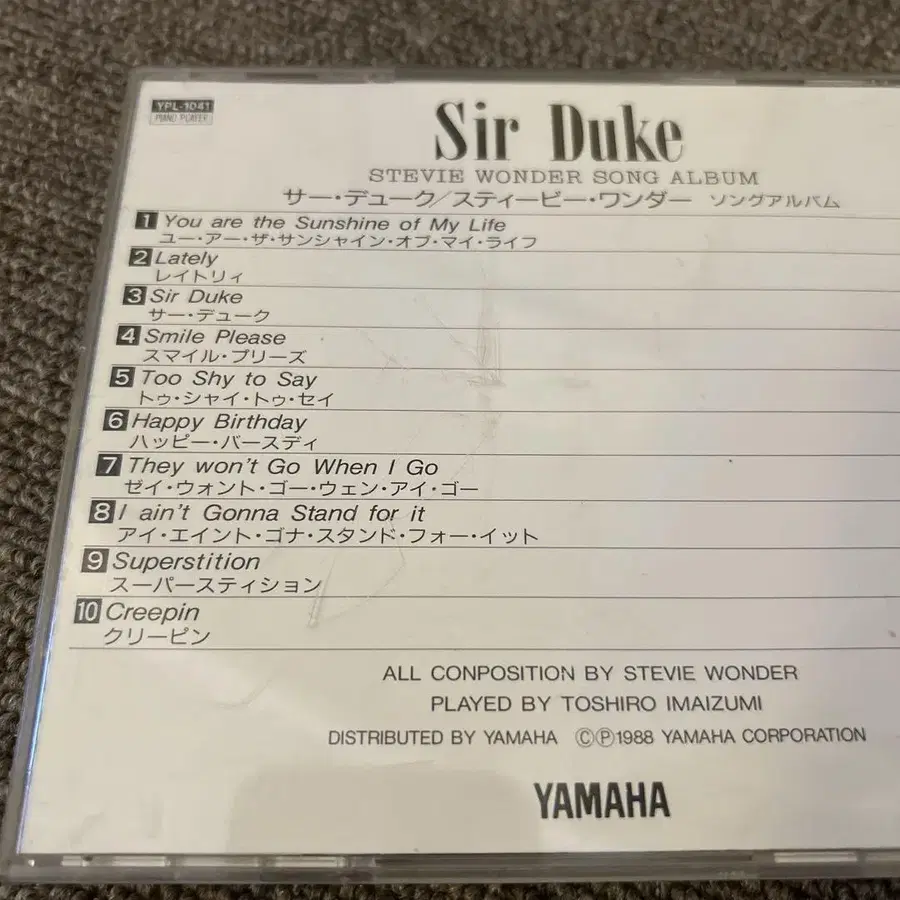 YPL-1041
PIANO PLAYER
Sir Duke
STEVIE WONDER SONG ALBUM
サー・デューク/スティービー・ワンダー ソングアルバム
1 You are the Sunshine of My Life
ユー・アー・ザ・サンシャイン・オブ・マイ・ライフ
2 Lately
レイトリィ
3 Sir Duke
サー・デューク
4 Smile Please
スマイル・プリーズ
5 Too Shy to Say
トゥ・シャイ・トゥ・セイ
6 Happy Birthday
ハッピー・バースディ
7 They won't Go When I Go
ゼイ・ウォント・ゴー・ウェン・アイ・ゴー
8 I ain't Gonna Stand for it
アイ・エイント・ゴナ・スタンド・フォー・イット
9 Superstition
スーパースティション
10 Creepin
クリーピン
ALL CONPOSITION BY STEVIE WONDER
PLAYED BY TOSHIRO IMAIZUMI
DISTRIBUTED BY YAMAHA ⒸⓅ1988 YAMAHA CORPORATION
YAMAHA